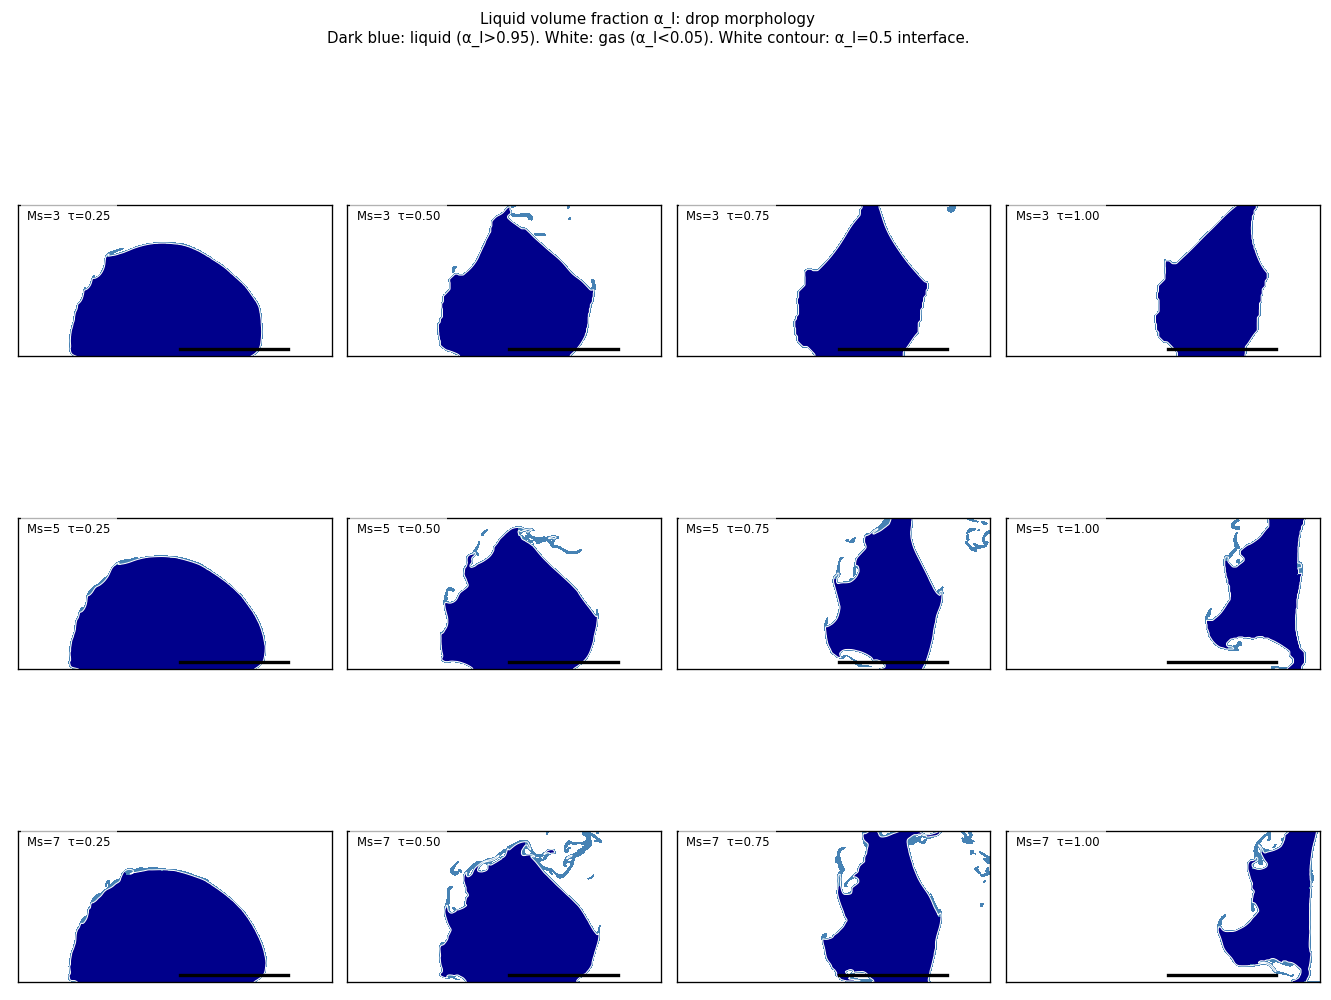 Liquid volume fraction α_l: drop morphology
Dark blue: liquid (α_l>0.95). White: gas (α_l<0.05). White contour: α_l=0.5 interface.
Ms=3  τ=0.25
Ms=3  τ=0.50
Ms=3  τ=0.75
Ms=3  τ=1.00
Ms=5  τ=0.25
Ms=5  τ=0.50
Ms=5  τ=0.75
Ms=5  τ=1.00
Ms=7  τ=0.25
Ms=7  τ=0.50
Ms=7  τ=0.75
Ms=7  τ=1.00